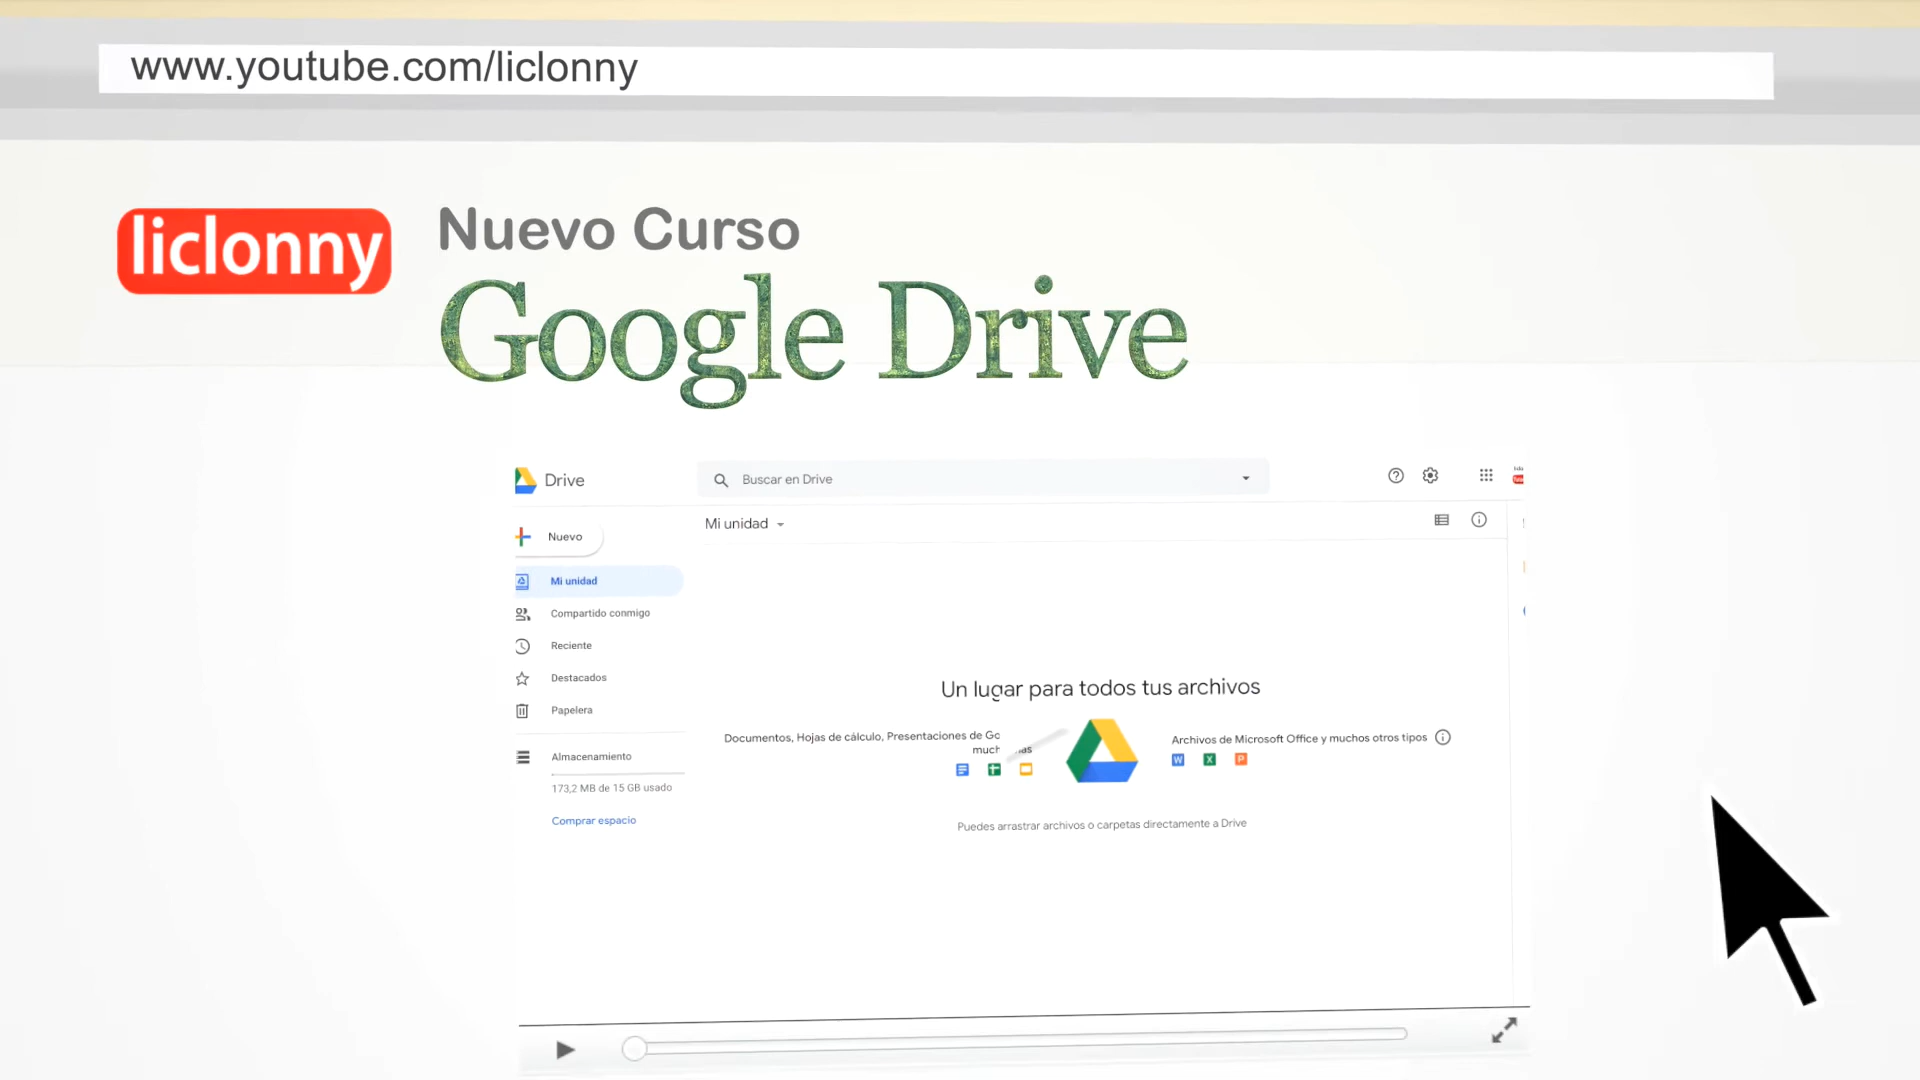 www.youtube.com/liclonny
liclonny
Nuevo Curso
Google Drive
Drive
Buscar en Drive
Nuevo
Mi unidad
Mi unidad
Compartido conmigo
Reciente
Destacados
Papelera
Almacenamiento
173,2 MB de 15 GB usado
Comprar espacio
Un lugar para todos tus archivos
Documentos, Hojas de cálculo, Presentaciones de
Archivos de Microsoft Office y muchos otros tipos
W X P
Puedes arrastrar archivos o carpetas directamente a Drive